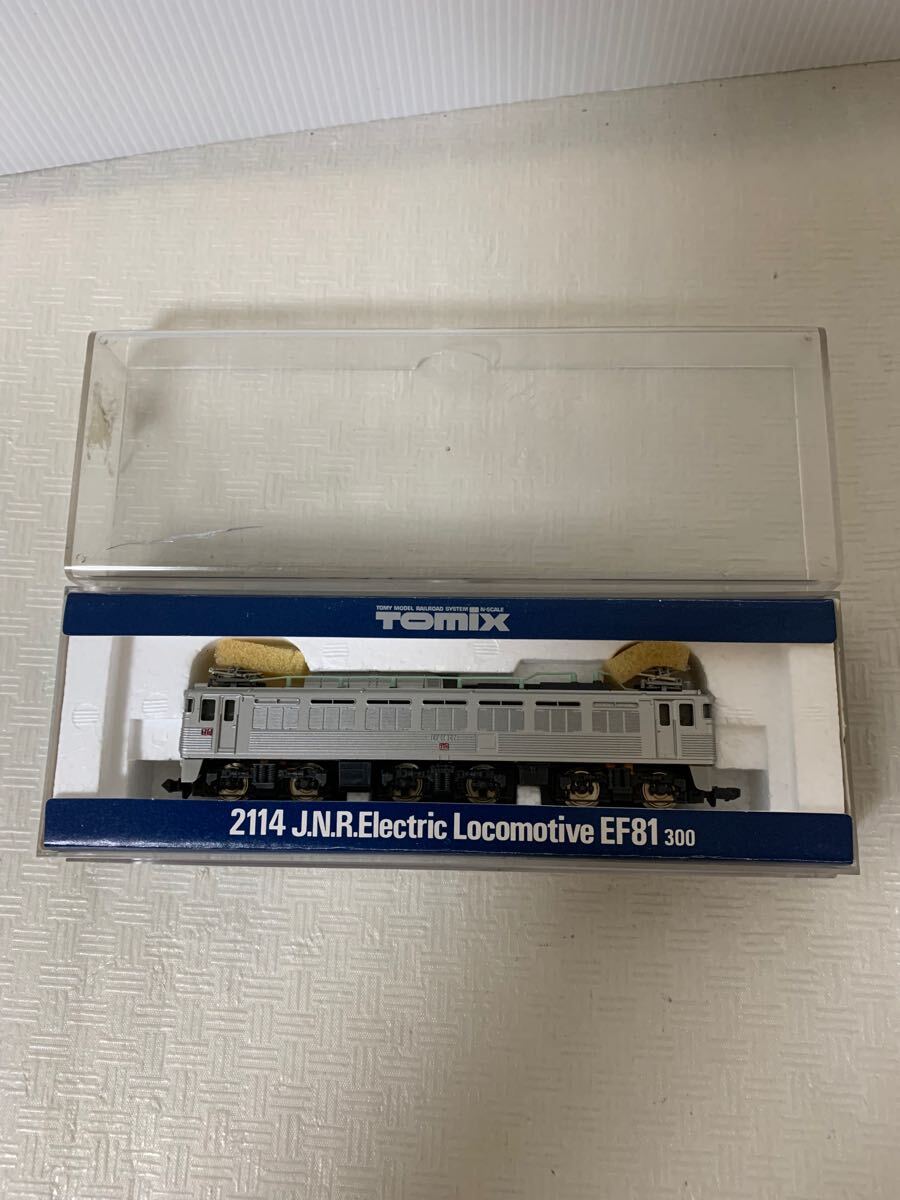 TOMY MODEL RAILROAD SYSTEM N-SCALE
TOMIX
2114 J.N.R.Electric Locomotive EF81 300